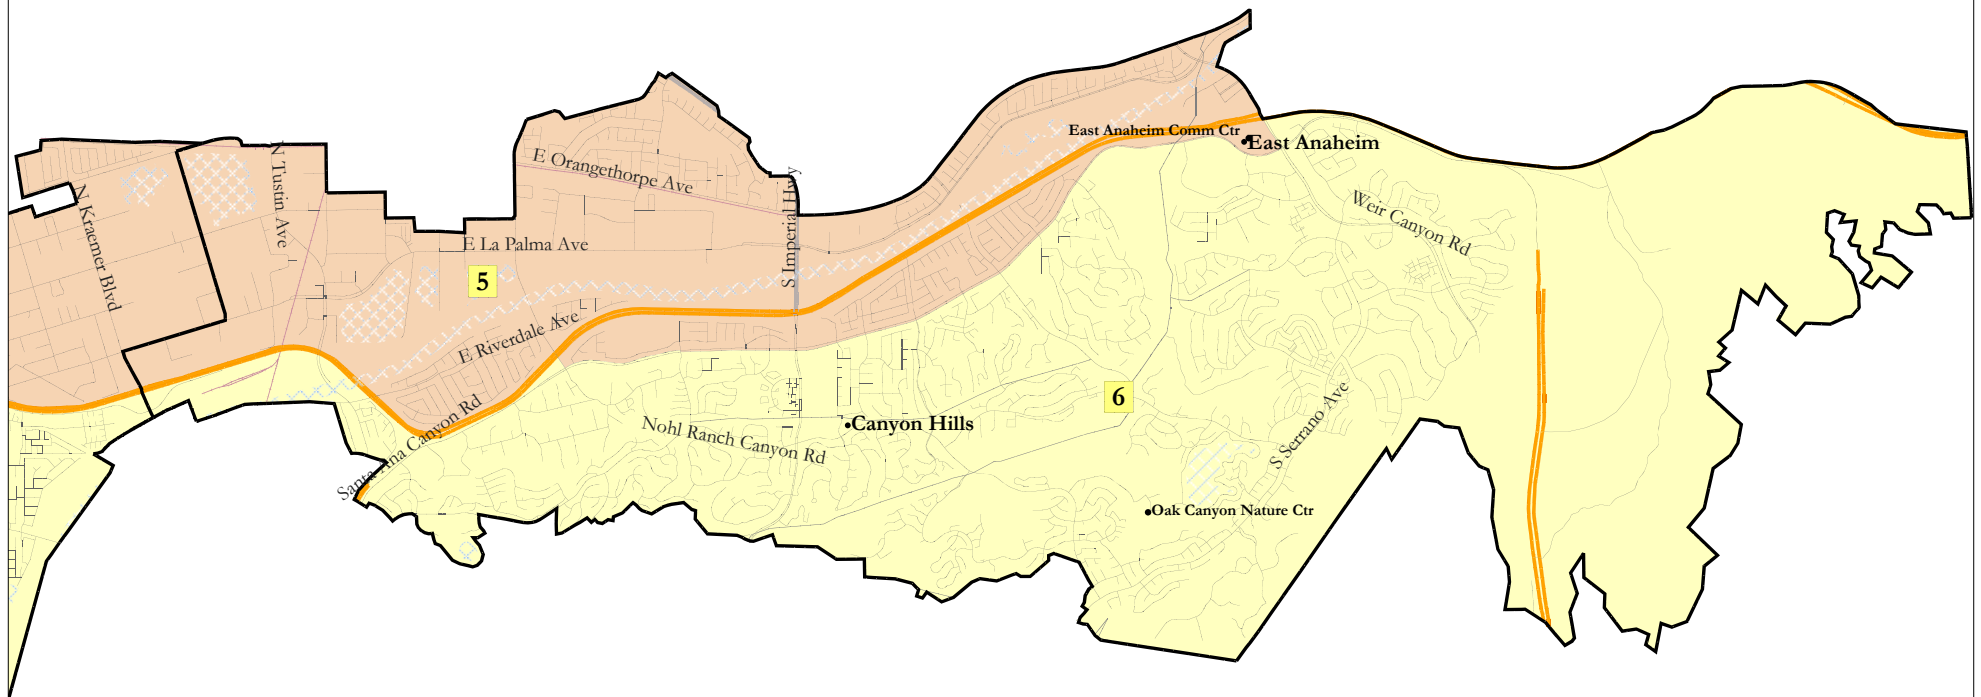 East Anaheim Comm Ctr
East Anaheim
E Orangethorpe Ave
N Tustin Ave
N Kraemer Blvd
S Imperial Hwy
Weir Canyon Rd
E La Palma Ave
5
E Riverdale Ave
6
Santa Ana Canyon Rd
Nohl Ranch Canyon Rd
Canyon Hills
S Serrano Ave
Oak Canyon Nature Ctr